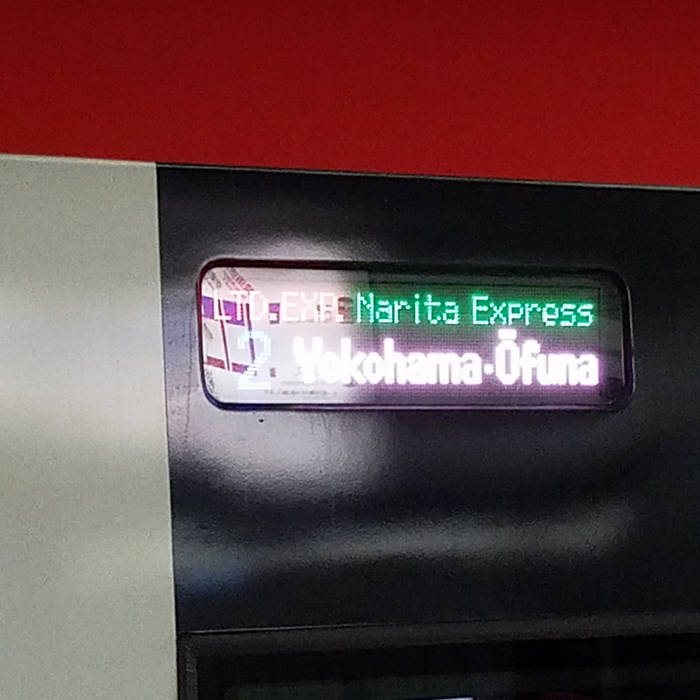 LTD.EXP. Narita Express
2 Yokohama·Ōfuna